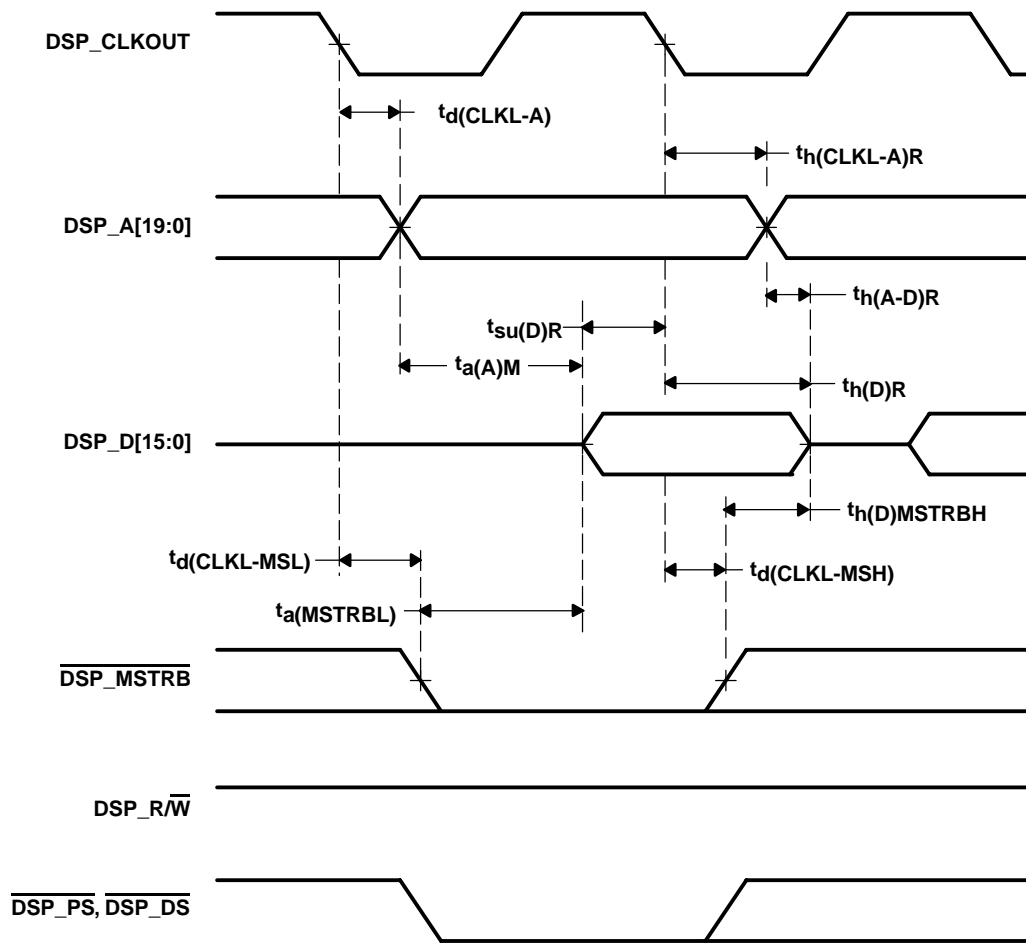 DSP_CLKOUT
td(CLKL-A)
th(CLKL-A)R
DSP_A[19:0]
th(A-D)R
tsu(D)R
ta(A)M
th(D)R
DSP_D[15:0]
th(D)MSTRBH
td(CLKL-MSL)
td(CLKL-MSH)
ta(MSTRBL)
DSP_MSTRB
DSP_R/W
DSP_PS, DSP_DS